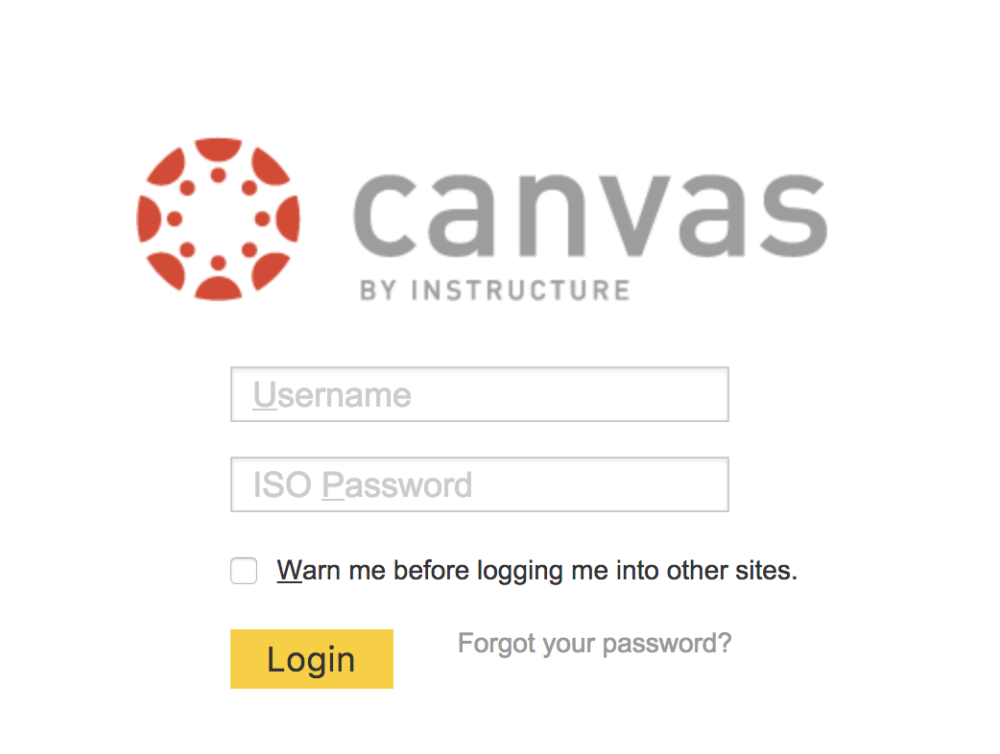 canvas
BY INSTRUCTURE
Username
ISO Password
Warn me before logging me into other sites.
Login
Forgot your password?